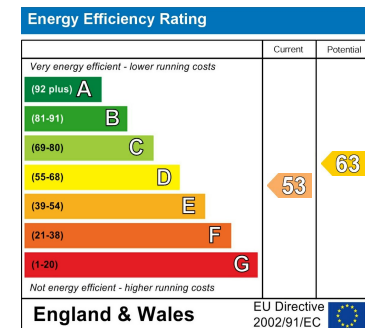 Energy Efficiency Rating
Current Potential
Very energy efficient - lower running costs
(92 plus) A
(81-91) B
(69-80) C
(55-68) D
(39-54) E
(21-38) F
(1-20) G
53
63
Not energy efficient - higher running costs
England & Wales
EU Directive
2002/91/EC